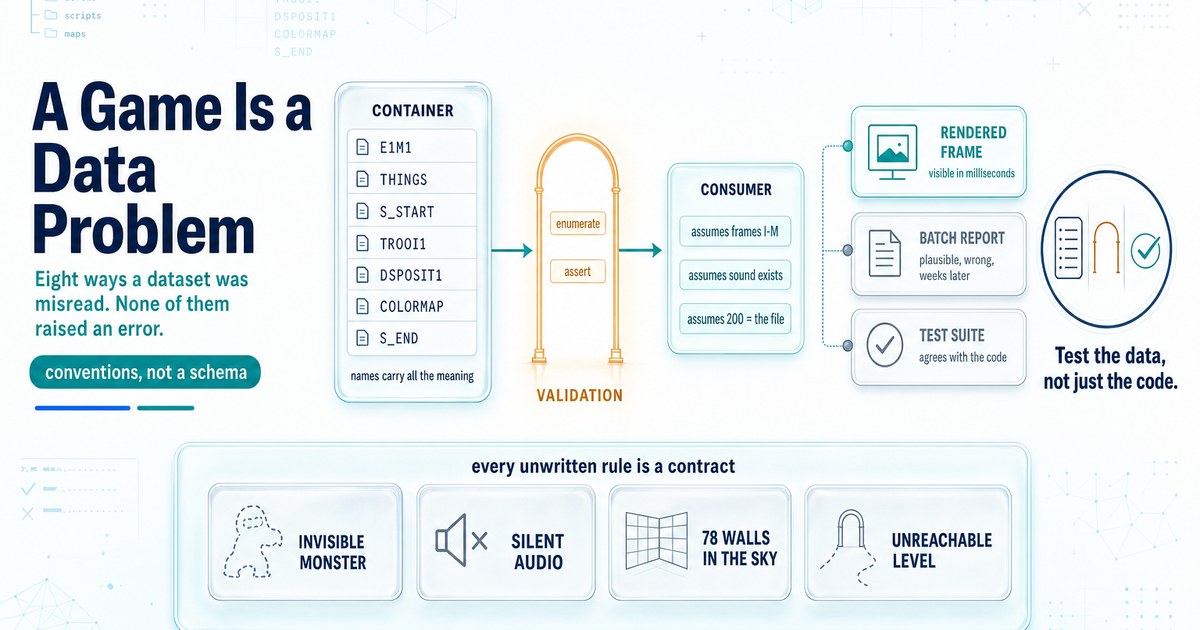 scripts
maps
DSPOSIT1
COLORMAP
S_END
A Game Is a
Data
Problem
Eight ways a dataset was
misread. None of them
raised an error.
conventions, not a schema
CONTAINER
E1M1
THINGS
S_START
TROOI1
DSPOSIT1
COLORMAP
S_END
names carry all the meaning
enumerate
assert
VALIDATION
CONSUMER
assumes frames I-M
assumes sound exists
assumes 200 = the file
RENDERED
FRAME
visible in milliseconds
BATCH REPORT
plausible, wrong,
weeks later
TEST SUITE
agrees with the code
Test the data,
not just the code.
every unwritten rule is a contract
INVISIBLE
MONSTER
SILENT
AUDIO
78 WALLS
IN THE SKY
UNREACHABLE
LEVEL